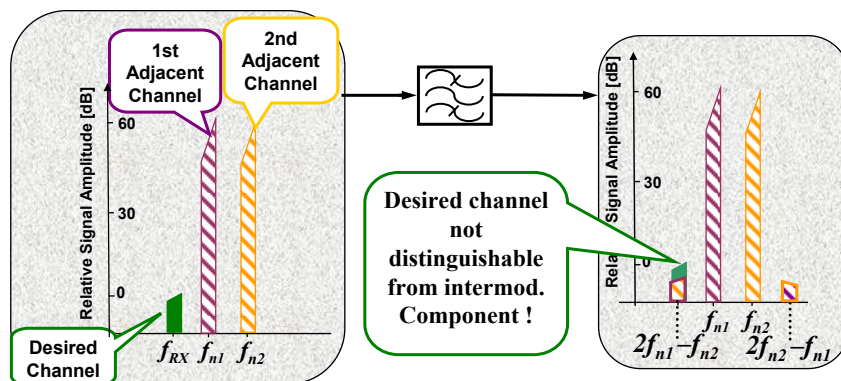 1st
Adjacent
Channel
2nd
Adjacent
Channel
Relative Signal Amplitude [dB]
60
30
0
Desired
Channel
fRX fn1 fn2
Desired channel
not
distinguishable
from intermod.
Component !
Rela Signal Amplitude [dB]
60
30
0
fn1 fn2
2fn1–fn2 2fn2–fn1